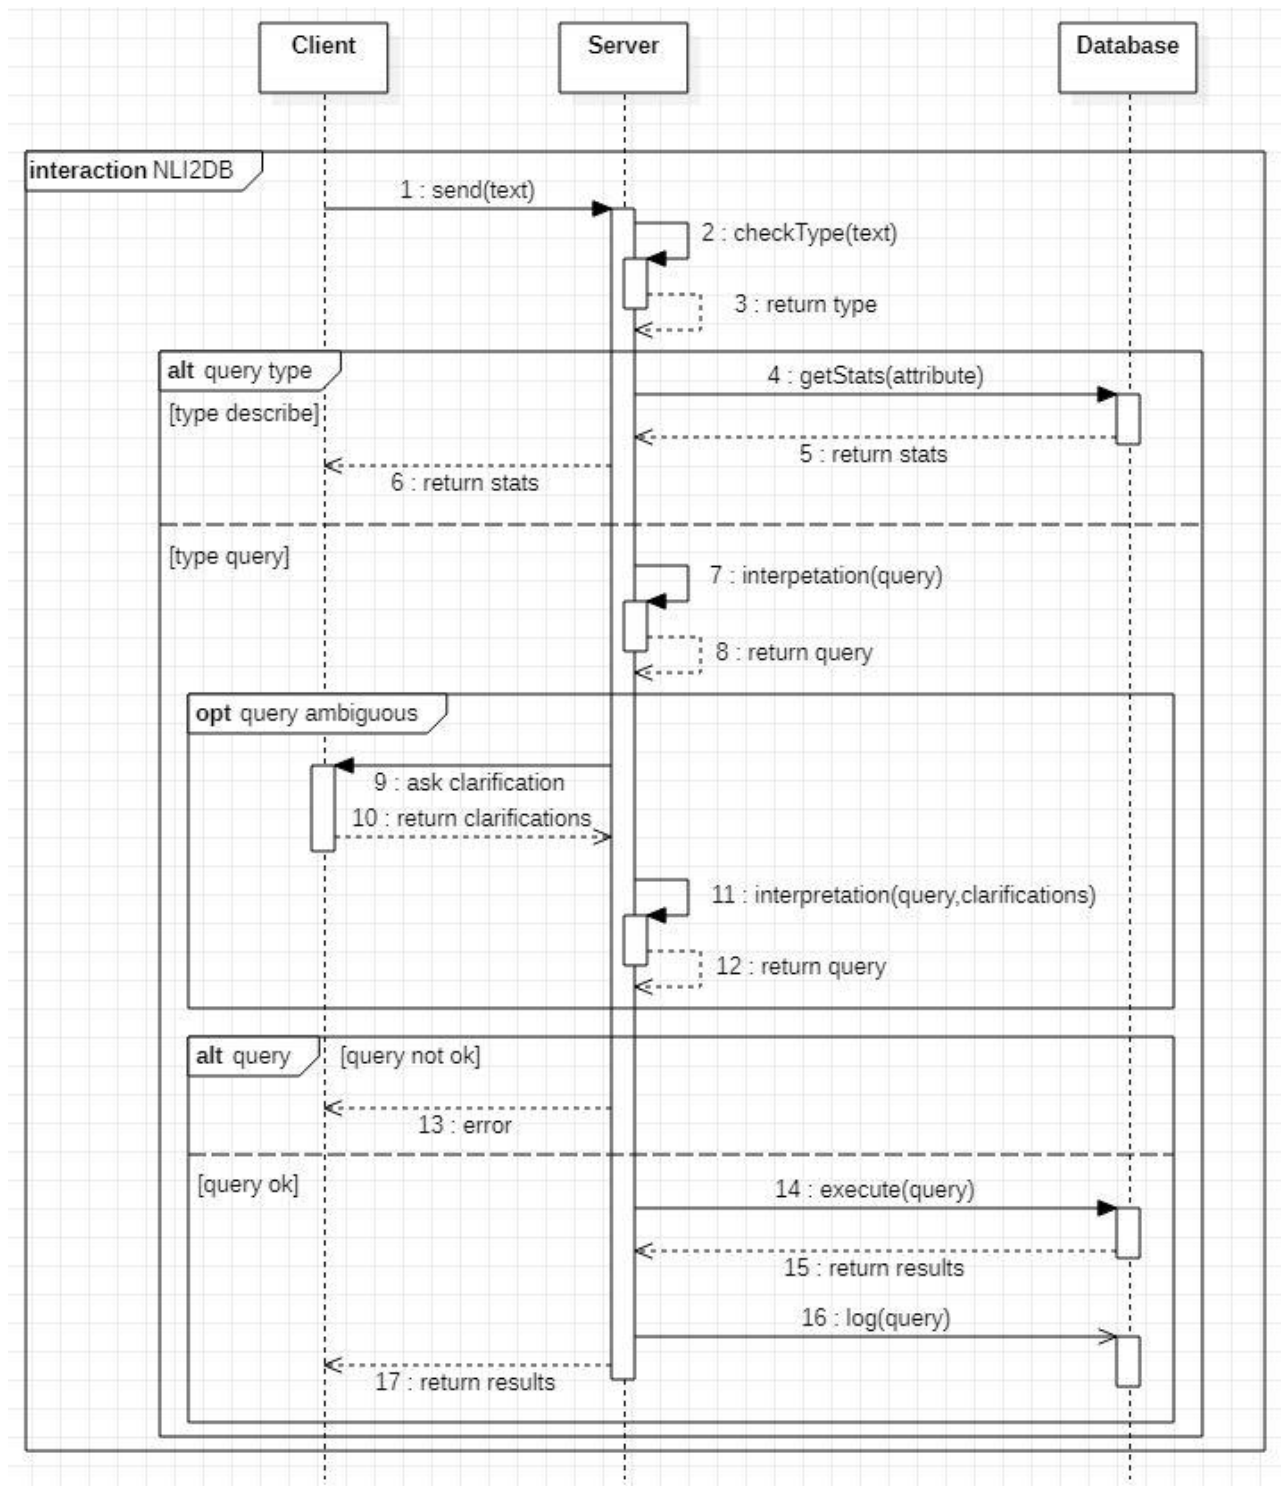 Client
Server
Database
interaction NLI2DB
1 : send(text)
2 : checkType(text)
3 : return type
alt query type
4 : getStats(attribute)
[type describe]
5 : return stats
6 : return stats
[type query]
7 : interpetation(query)
8 : return query
opt query ambiguous
9 : ask clarification
10 : return clarifications
11 : interpretation(query,clarifications)
12 : return query
alt query
[query not ok]
13 : error
[query ok]
14 : execute(query)
15 : return results
16 : log(query)
17 : return results